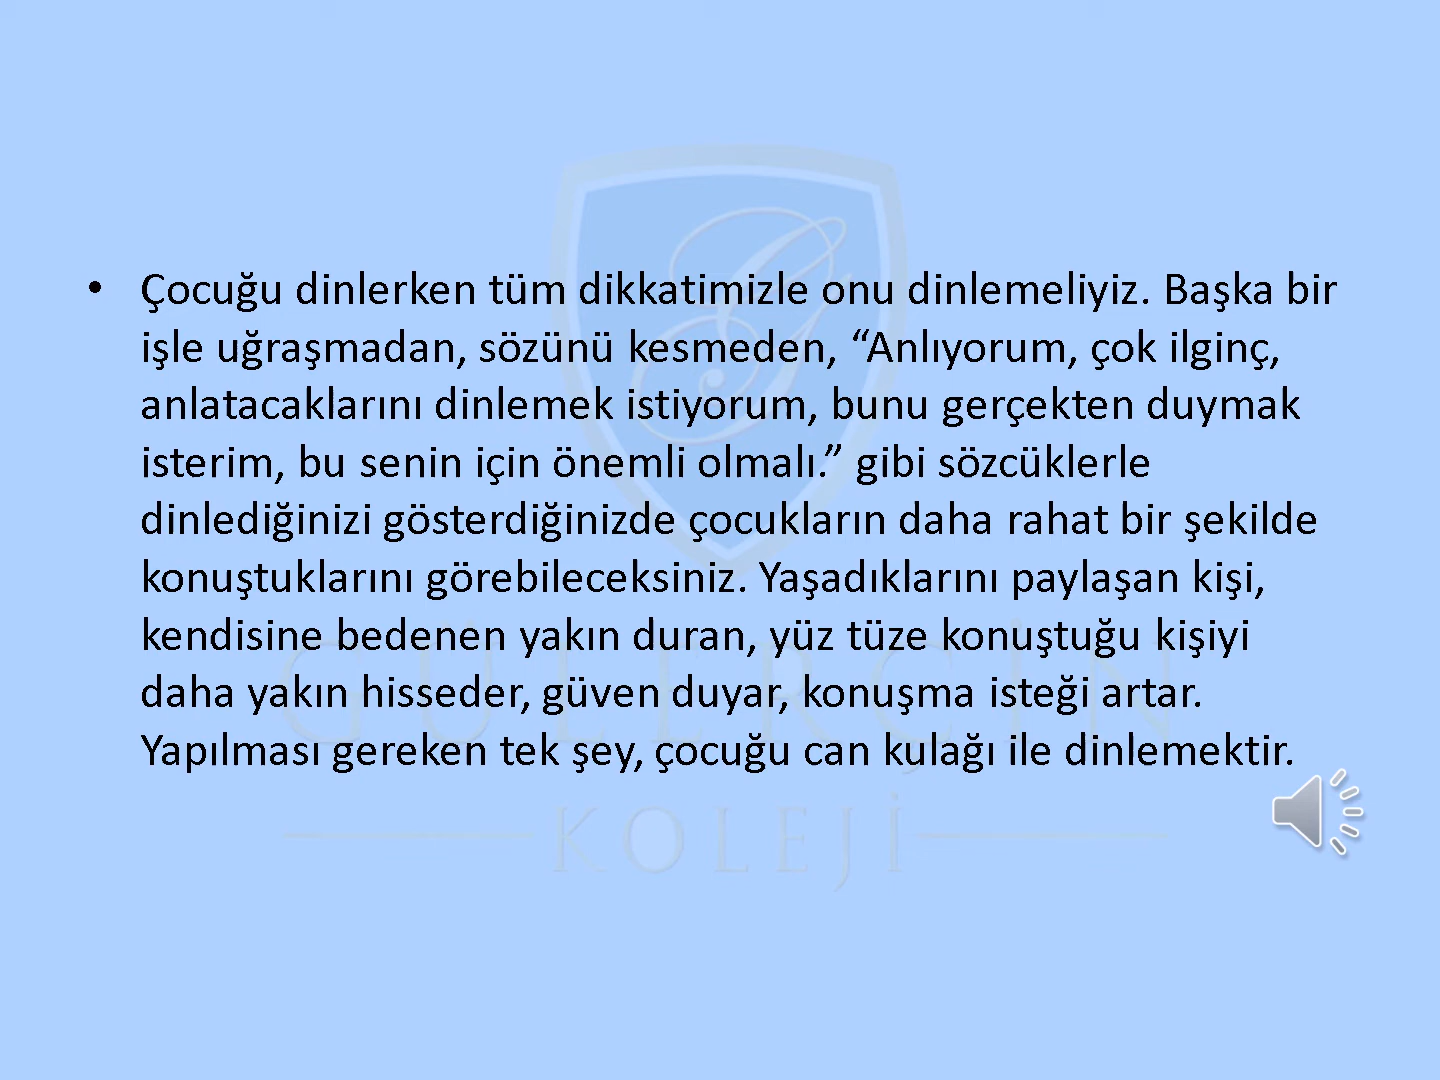 • Çocuğu dinlerken tüm dikkatimizle onu dinlemeliyiz. Başka bir
işle uğraşmadan, sözünü kesmeden, “Anlıyorum, çok ilginç,
anlatacaklarını dinlemek istiyorum, bunu gerçekten duymak
isterim, bu senin için önemli olmalı.” gibi sözcüklerle
dinlediğinizi gösterdiğinizde çocukların daha rahat bir şekilde
konuştuklarını görebileceksiniz. Yaşadıklarını paylaşan kişi,
kendisine bedenen yakın duran, yüz tüze konuştuğu kişiyi
daha yakın hisseder, güven duyar, konuşma isteği artar.
Yapılması gereken tek şey, çocuğu can kulağı ile dinlemektir.
GÜLERÇİN
KOLEJİ